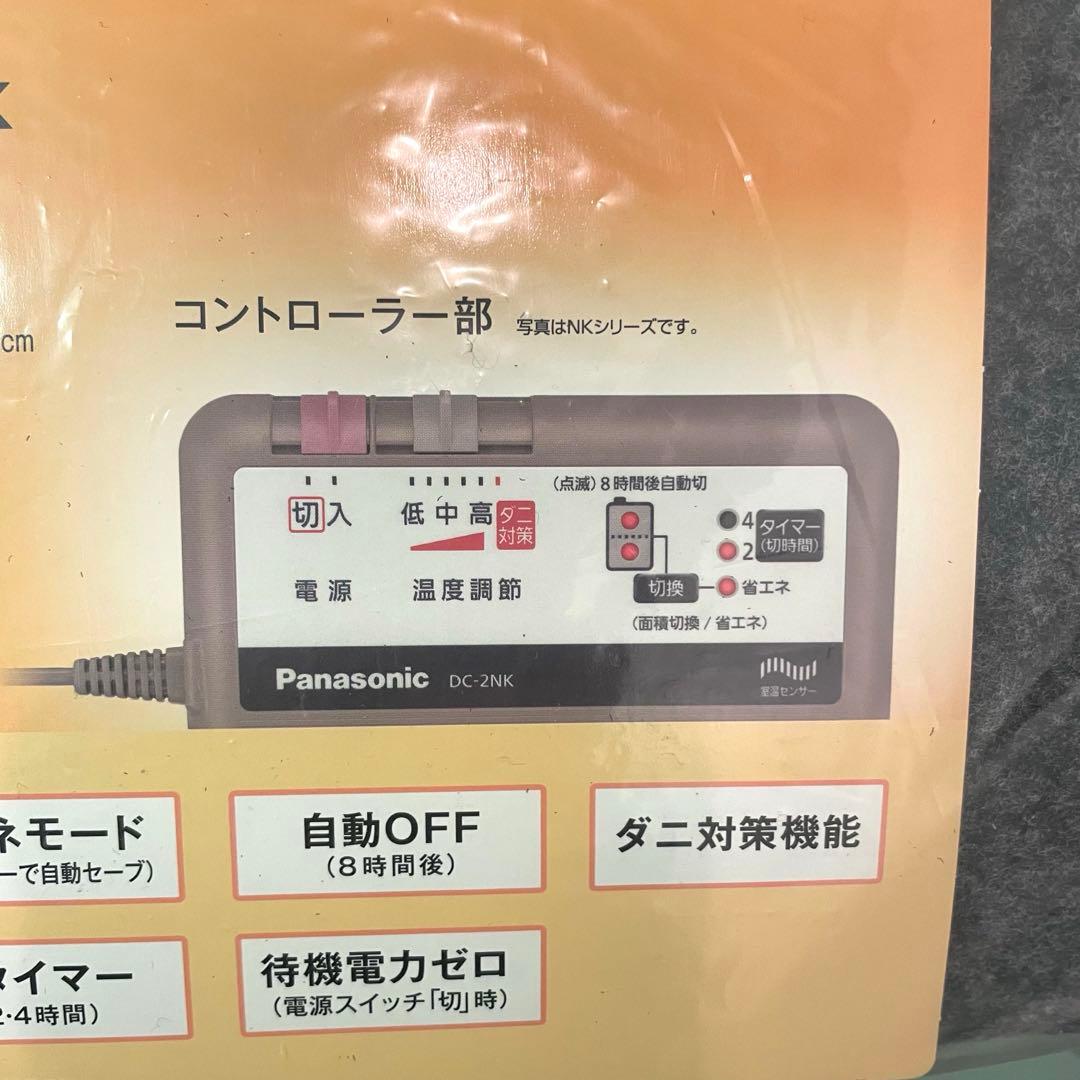 cm
コントローラー部 写真はNKシリーズです。
(点滅)8時間後自動切
切入
低 中 高 ダニ対策
4 タイマー
2 (切時間)
電源
温度調節
切換 省エネ
(面積切換/省エネ)
Panasonic DC-2NK
室温センサー
ネモード
ーで自動セーブ)
自動OFF
(8時間後)
ダニ対策機能
タイマー
2・4時間)
待機電力ゼロ
(電源スイッチ「切」時)